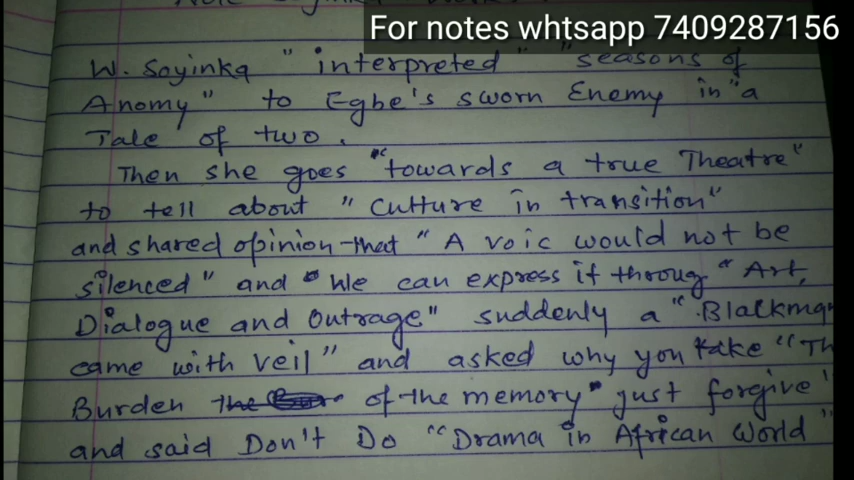 For notes whtsapp 7409287156
W. Soyinka "interpreted" "seasons of
Anomy" to Egbe's sworn Enemy in "a
Tale of two.
Then she goes "towards a true Theatre"
to tell about "culture in transition"
and shared opinion that "A voic would not be
silenced" and We can express it throug "Art,
Dialogue and Outrage" suddenly a "Blackman
came with veil" and asked why you take "Th
Burden of the memory" just forgive"
and said Don't Do "Drama in African World"